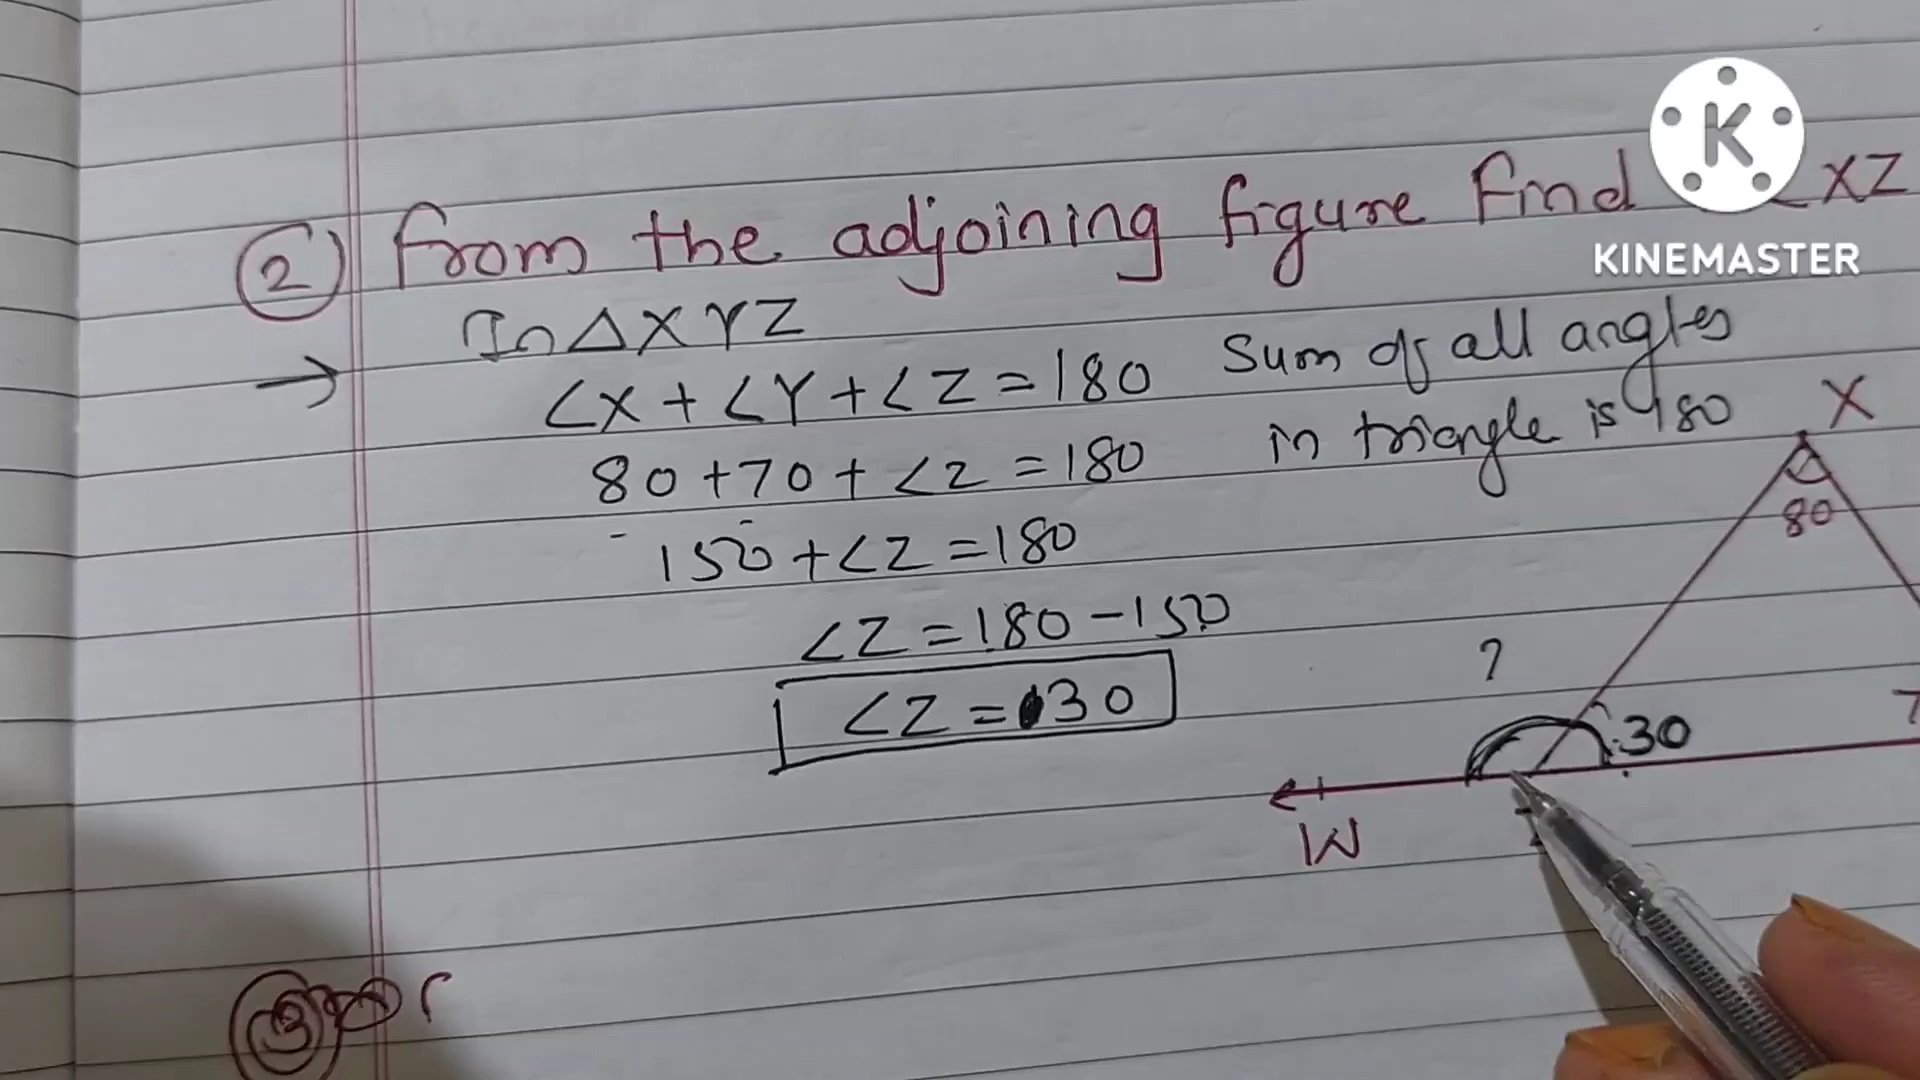 2) From the adjoining figure Find ∠XZ
In △XYZ
→ ∠X + ∠Y + ∠Z = 180 Sum of all angles
in triangle is 180
80 + 70 + ∠Z = 180
150 + ∠Z = 180
∠Z = 180 - 150
∠Z = 30
X
80
?
30
W
3
K
KINEMASTER